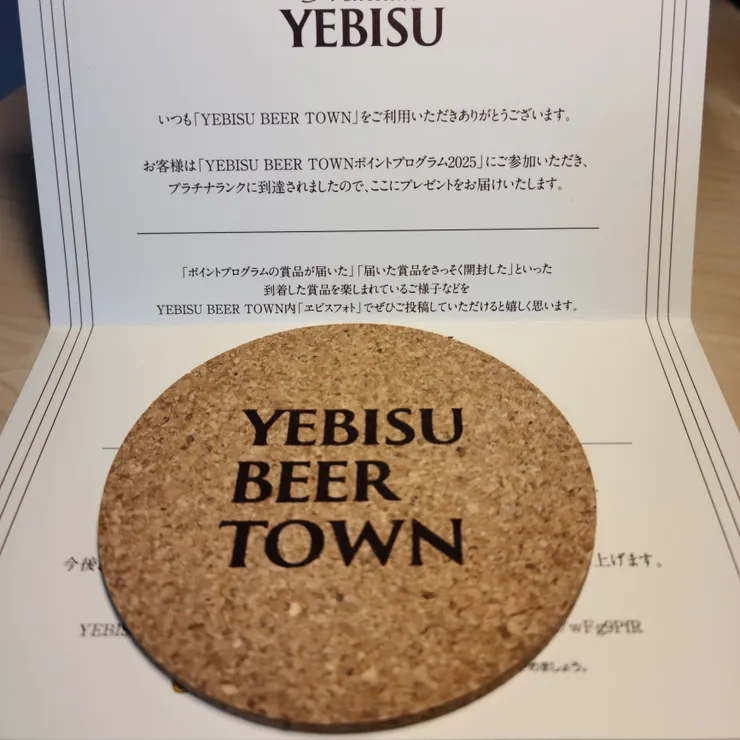 YEBISU
いつも「YEBISU BEER TOWN」をご利用いただきありがとうございます。
お客様は「YEBISU BEER TOWNポイントプログラム2025」にご参加いただき、
プラチナランクに到達されましたので、ここにプレゼントをお届けいたします。
「ポイントプログラムの賞品が届いた」「届いた賞品をさっそく開封した」といった
到着した賞品を楽しまれているご様子などを
YEBISU BEER TOWN内「ヱビスフォト」でぜひご投稿していただけると嬉しく思います。
YEBISU
BEER
TOWN
今後
上げます。
YEBIS
wFg9PfR